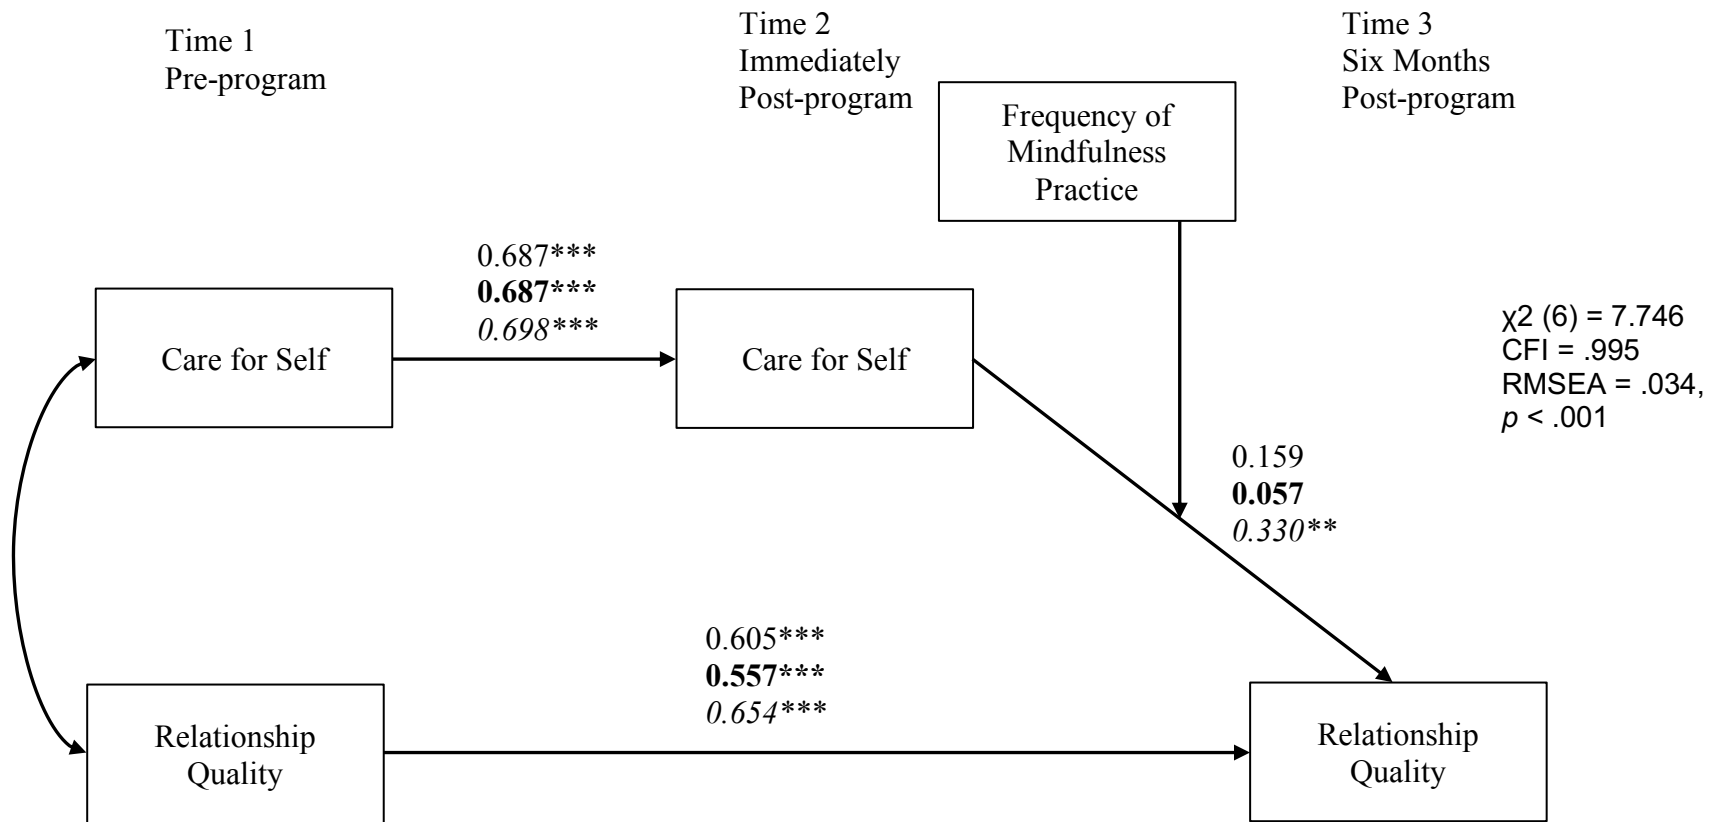 Time 1
Pre-program
Time 2
Immediately
Post-program
Time 3
Six Months
Post-program
Frequency of
Mindfulness
Practice
0.687***
0.687***
0.698***
Care for Self
Care for Self
χ2 (6) = 7.746
CFI = .995
RMSEA = .034,
p < .001
0.159
0.057
0.330**
0.605***
0.557***
0.654***
Relationship
Quality
Relationship
Quality